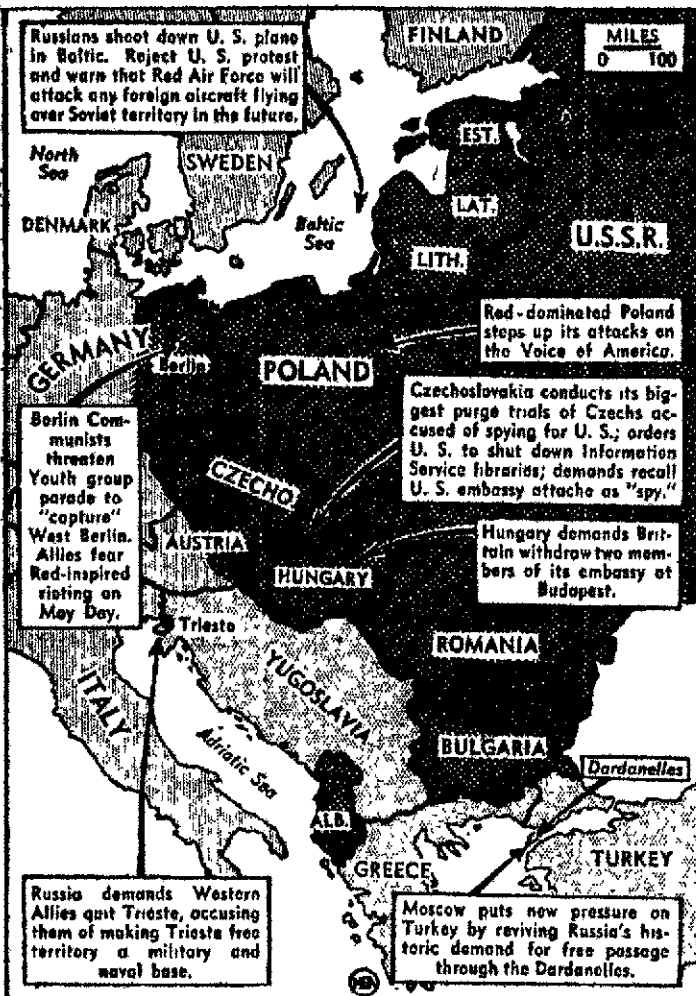 Russians shoot down U. S. plane
in Baltic. Reject U. S. protest
and warn that Red Air Force will
attack any foreign aircraft flying
over Soviet territory in the future.
FINLAND
MILES
0 100
North
Sea
SWEDEN
EST.
DENMARK
Baltic
Sea
LAT.
U.S.S.R.
LITH.
GERMANY
Berlin
POLAND
Red-dominated Poland
steps up its attacks on
the Voice of America.
Berlin Com-
munists
threaten
Youth group
parade to
"capture"
West Berlin.
Allies fear
Red-inspired
rioting on
May Day.
Czechoslovakia conducts its big-
gest purge trials of Czechs ac-
cused of spying for U. S.; orders
U. S. to shut down Information
Service libraries; demands recall
U. S. embassy attache as "spy."
CZECHO.
AUSTRIA
HUNGARY
Hungary demands Brit-
tain withdraw two mem-
bers of its embassy at
Budapest.
Trieste
ROMANIA
YUGOSLAVIA
ITALY
Adriatic Sea
BULGARIA
Dardanelles
ALB.
GREECE
TURKEY
Russia demands Western
Allies quit Trieste, accusing
them of making Trieste free
territory a military and
naval base.
Moscow puts new pressure on
Turkey by reviving Russia's his-
toric demand for free passage
through the Dardanelles.